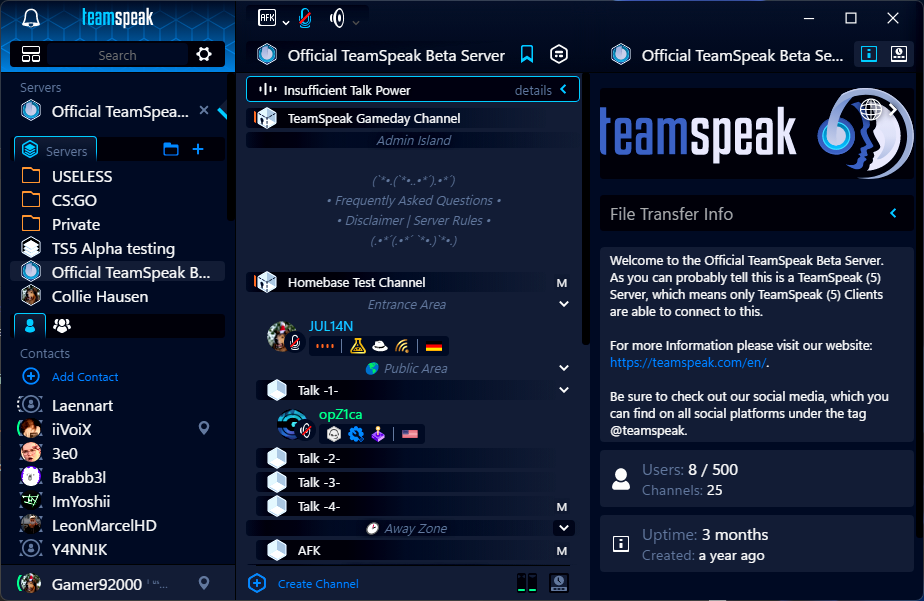 teamspeak
Search
Servers
Official TeamSpea...
Servers
USELESS
CS:GO
Private
TS5 Alpha testing
Official TeamSpeak B...
Collie Hausen
Contacts
Add Contact
Laennart
iiVoiX
3e0
Brabb3l
ImYoshii
LeonMarcelHD
Y4NN!K
Gamer92000
AFK
Official TeamSpeak Beta Server
Insufficient Talk Power
details
TeamSpeak Gameday Channel
Admin Island
(¨*•.(¨*•..•*´).•*´)
• Frequently Asked Questions •
• Disclaimer | Server Rules •
(.•*´(.•*´ ¨*•.)¨*•.)
Homebase Test Channel M
Entrance Area
JUL14N
Public Area
Talk -1-
opZ1ca
Talk -2-
Talk -3-
Talk -4- M
Away Zone
AFK M
Create Channel
Official TeamSpeak Beta Se...
teamspeak
File Transfer Info
Welcome to the Official TeamSpeak Beta Server.
As you can probably tell this is a TeamSpeak (5)
Server, which means only TeamSpeak (5) Clients
are able to connect to this.
For more Information please visit our website:
https://teamspeak.com/en/.
Be sure to check out our social media, which you
can find on all social platforms under the tag
@teamspeak.
Users: 8 / 500
Channels: 25
Uptime: 3 months
Created: a year ago